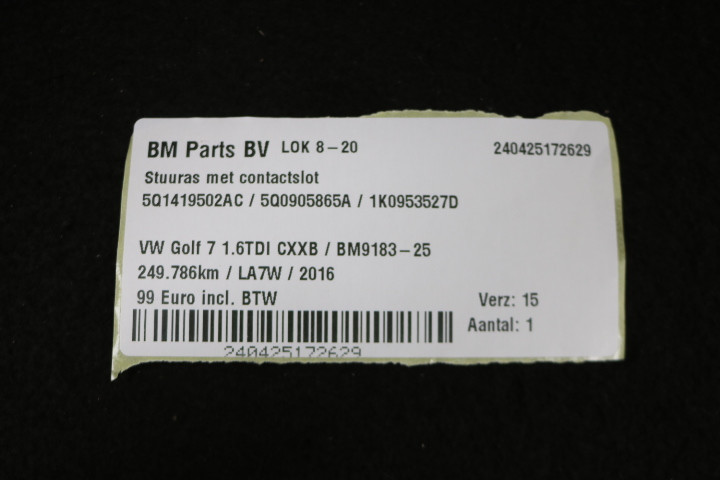 BM Parts BV LOK 8-20 240425172629
Stuuras met contactslot
5Q1419502AC / 5Q0905865A / 1K0953527D
VW Golf 7 1.6TDI CXXB / BM9183-25
249.786km / LA7W / 2016
99 Euro incl. BTW Verz: 15
Aantal: 1
240425172629